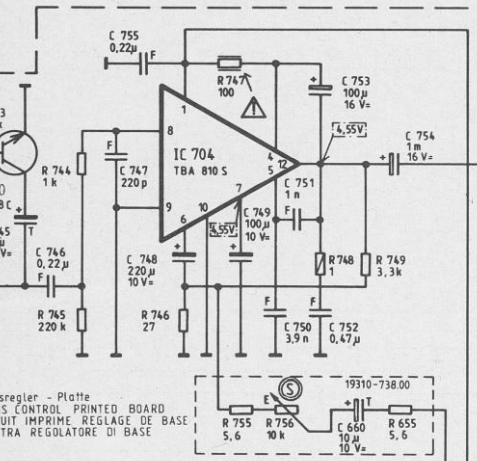 C 755
0,22µ
F
R 747
100
+
C 753
100µ
16 V=
1
8
IC 704
TBA 810 S
4,55V
C 754
1m
16 V=
+
4
12
5
R 744
1 k
F
C 747
220p
9
6
10
7
C 751
1 n
F
4,55V
C 749
100µ
10 V=
+
T
C 746
0,22µ
F
+
C 748
220µ
10 V=
R 748
1
R 749
3,3k
R 745
220 k
R 746
27
F
C 750
3,9n
F
C 752
0,47µ
S
19310-738.00
E
+
T
R 755
5,6
R 756
10 k
C 660
10µ
10 V=
R 655
5,6
sregler - Platte
S CONTROL PRINTED BOARD
UIT IMPRIME REGLAGE DE BASE
TRA REGOLATORE DI BASE